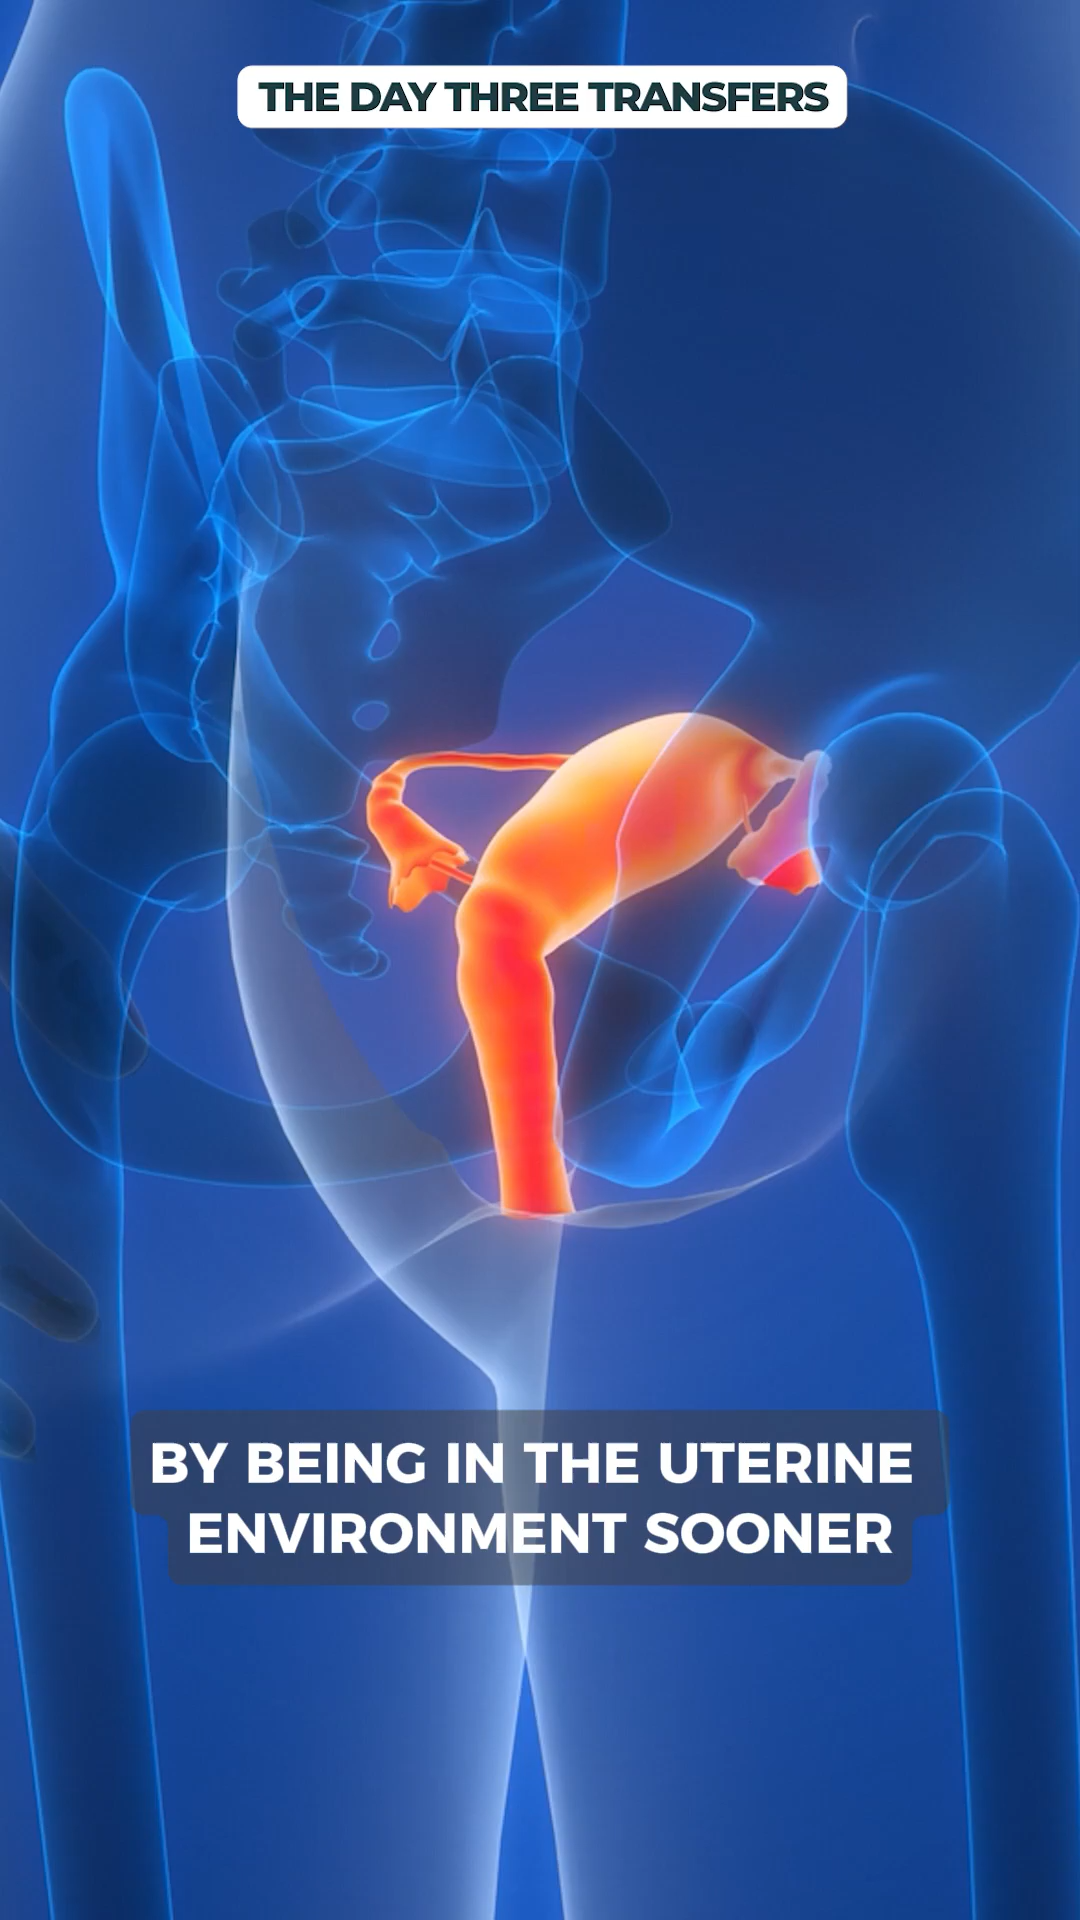 THE DAY THREE TRANSFERS
BY BEING IN THE UTERINE
ENVIRONMENT SOONER